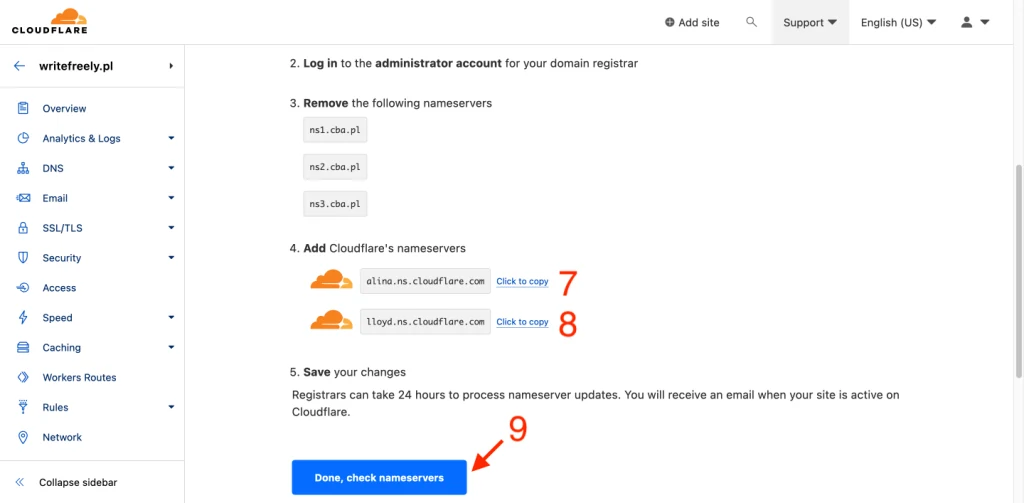 CLOUDFLARE
Add site
Support
English (US)
writefreely.pl
Overview
Analytics & Logs
DNS
Email
SSL/TLS
Security
Access
Speed
Caching
Workers Routes
Rules
Network
Collapse sidebar
2. Log in to the administrator account for your domain registrar
3. Remove the following nameservers
ns1.cba.pl
ns2.cba.pl
ns3.cba.pl
4. Add Cloudflare's nameservers
alina.ns.cloudflare.com Click to copy 7
lloyd.ns.cloudflare.com Click to copy 8
5. Save your changes
Registrars can take 24 hours to process nameserver updates. You will receive an email when your site is active on
Cloudflare.
9
Done, check nameservers